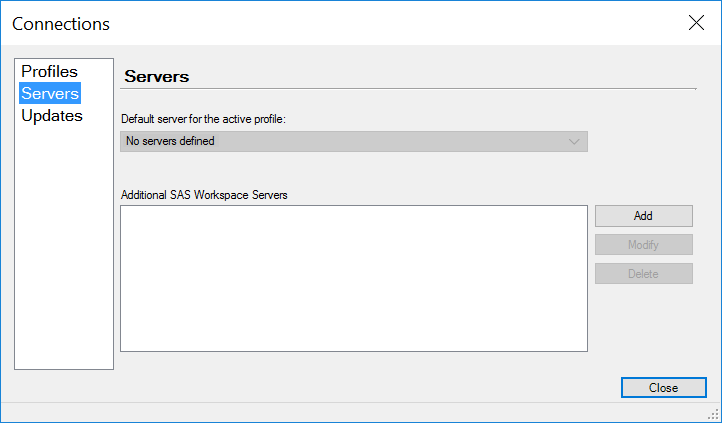 Connections
Profiles
Servers
Updates
Servers
Default server for the active profile:
No servers defined
Additional SAS Workspace Servers
Add
Modify
Delete
Close